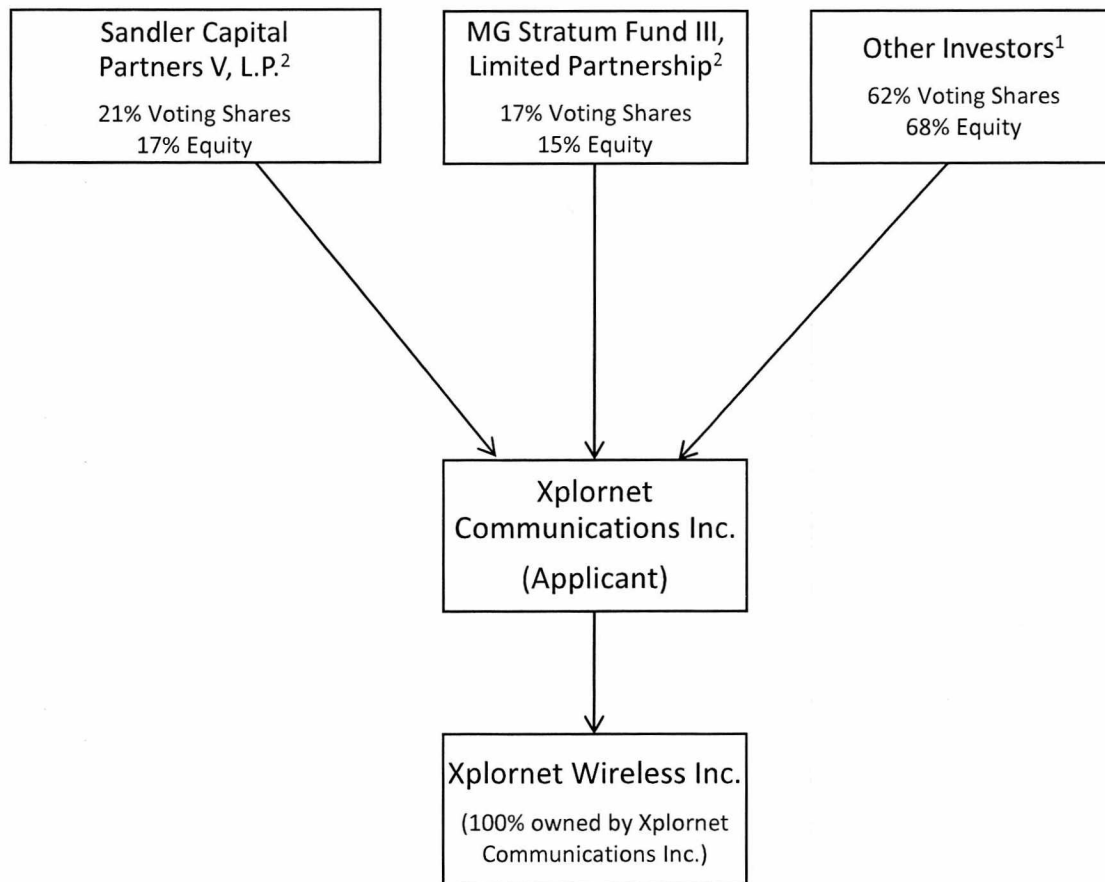 Sandler Capital
Partners V, L.P.²
21% Voting Shares
17% Equity
MG Stratum Fund III,
Limited Partnership²
17% Voting Shares
15% Equity
Other Investors¹
62% Voting Shares
68% Equity
Xplornet
Communications Inc.
(Applicant)
Xplornet Wireless Inc.
(100% owned by Xplornet
Communications Inc.)